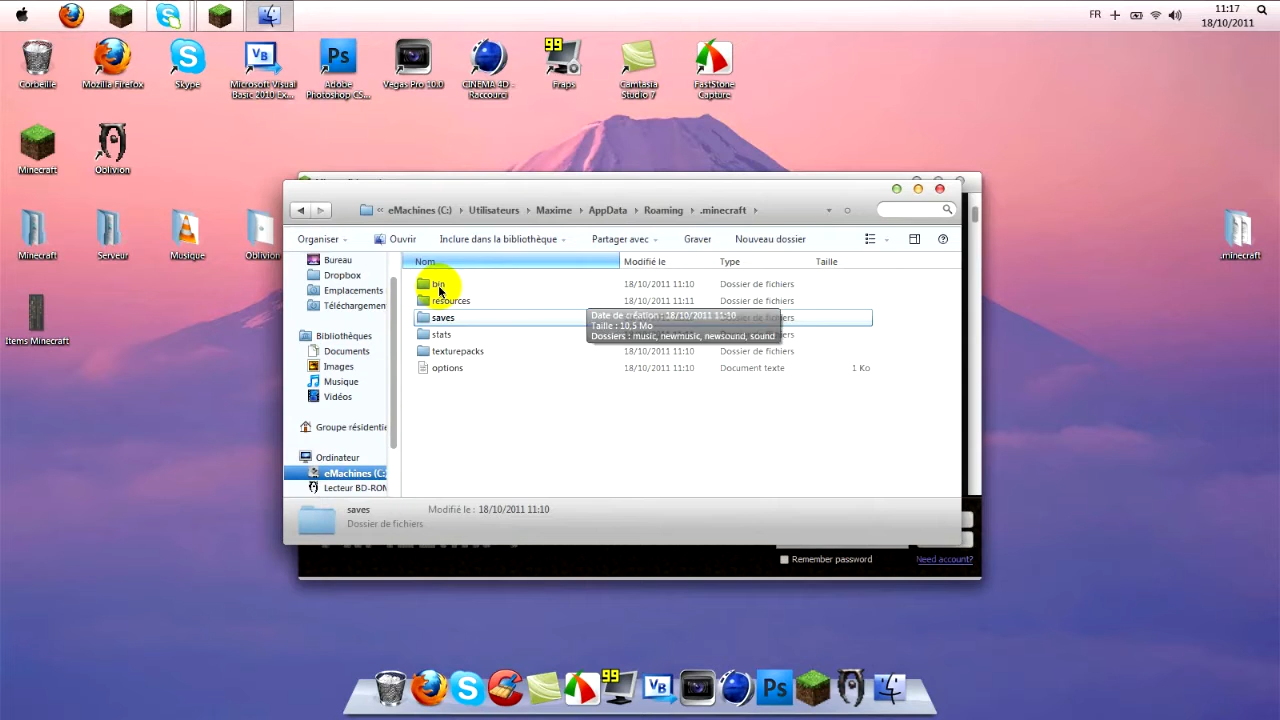 FR
11:17
18/10/2011
Corbeille
Mozilla Firefox
Skype
Microsoft Visual
Basic 2010 Ex...
Adobe
Photoshop CS...
Vegas Pro 10.0
CINEMA 4D -
Raccourc
99
Fraps
Camtasia
Studio 7
FastStone
Capture
Minecraft
Oblivion
Minecraft
Serveur
Musique
Oblivion
.minecraft
Items Minecraft
« eMachines (C:) Utilisateurs Maxime AppData Roaming .minecraft
Organiser Ouvrir Inclure dans la bibliothèque Partager avec Graver Nouveau dossier
Nom Modifié le Type Taille
Bureau
Dropbox
Emplacements
Téléchargemen
Bibliothèques
Documents
Images
Musique
Vidéos
Groupe résidentie
Ordinateur
eMachines (C:
Lecteur BD-ROM
bin 18/10/2011 11:10 Dossier de fichiers
resources 18/10/2011 11:11 Dossier de fichiers
saves
stats
texturepacks 18/10/2011 11:10 Dossier de fichiers
options 18/10/2011 11:10 Document texte 1 Ko
Date de création : 18/10/2011 11:10
Taille : 10,5 Mo
Dossiers : music, newmusic, newsound, sound
saves Modifié le : 18/10/2011 11:10
Dossier de fichiers
Remember password
Need account?
99
VB
Ps